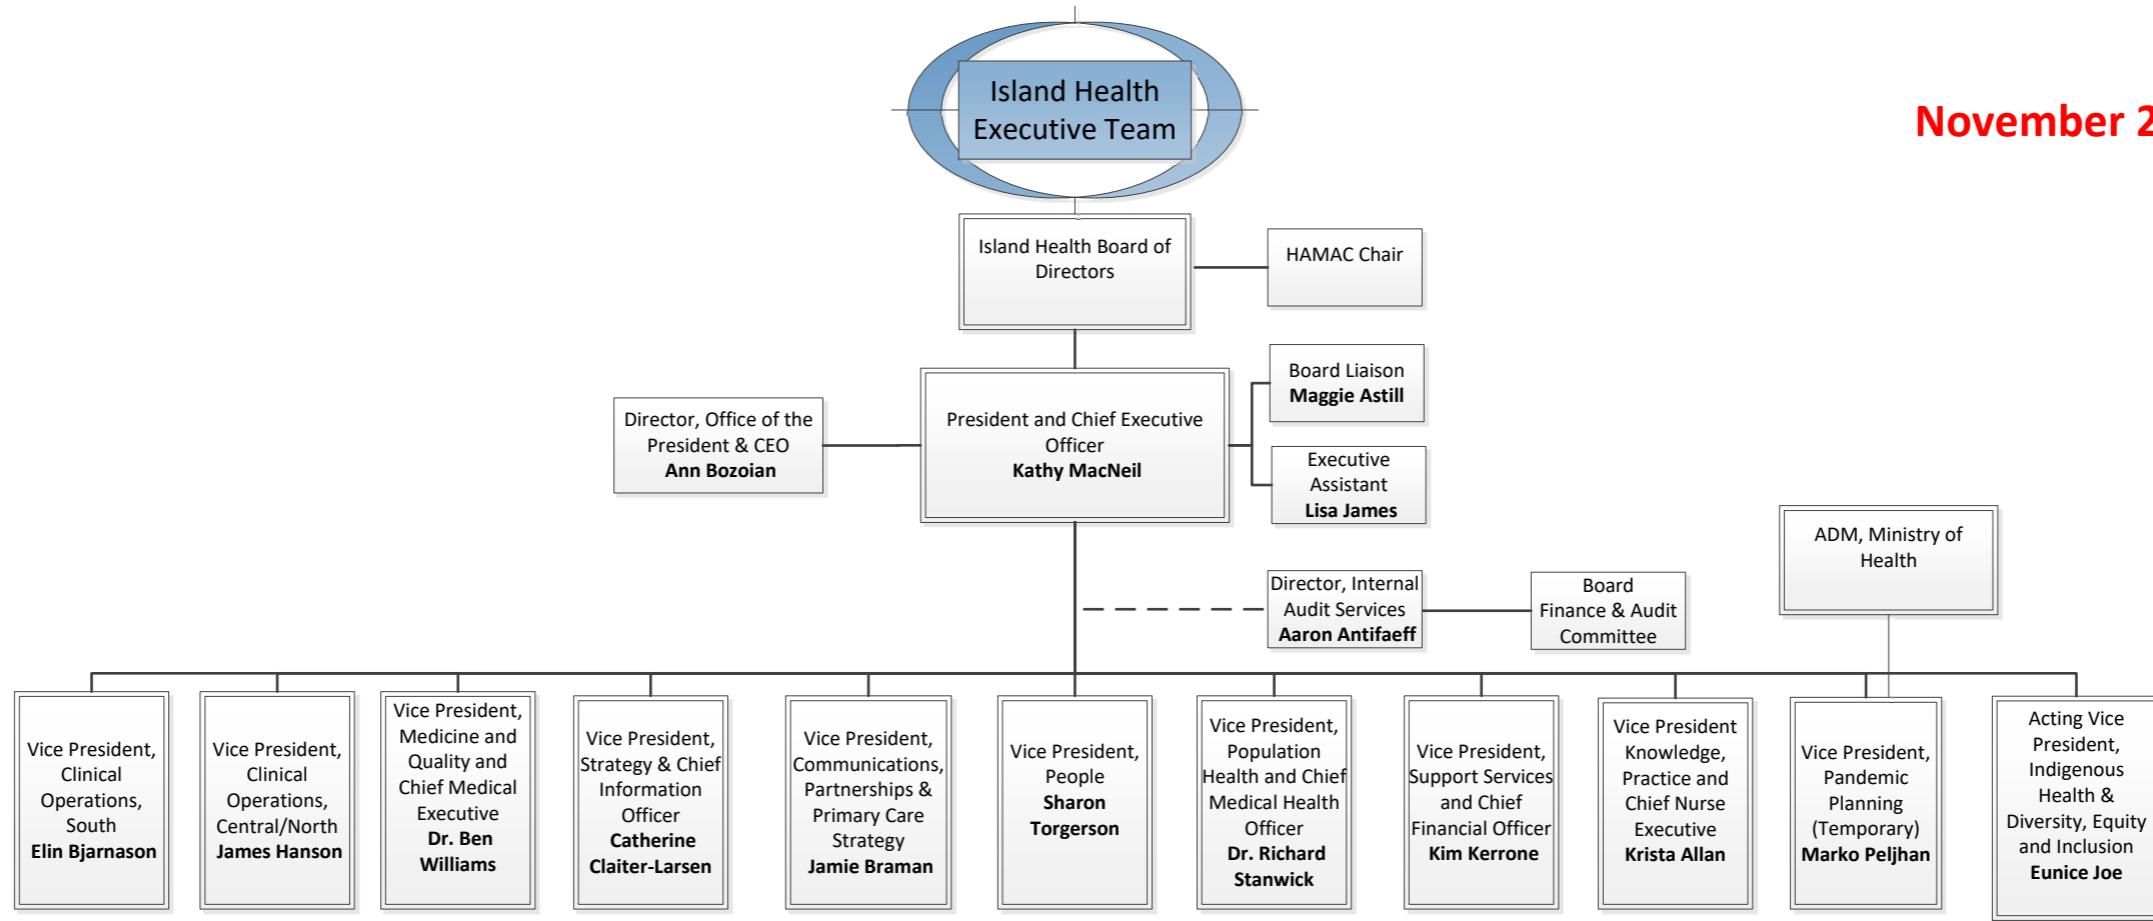 Island Health
Executive Team
November 2
Island Health Board of
Directors
HAMAC Chair
Board Liaison
Maggie Astill
Director, Office of the
President & CEO
Ann Bozoian
President and Chief Executive
Officer
Kathy MacNeil
Executive
Assistant
Lisa James
ADM, Ministry of
Health
Director, Internal
Audit Services
Aaron Antifaeff
Board
Finance & Audit
Committee
Vice President,
Clinical
Operations,
South
Elin Bjarnason
Vice President,
Clinical
Operations,
Central/North
James Hanson
Vice President,
Medicine and
Quality and
Chief Medical
Executive
Dr. Ben
Williams
Vice President,
Strategy & Chief
Information
Officer
Catherine
Claiter-Larsen
Vice President,
Communications,
Partnerships &
Primary Care
Strategy
Jamie Braman
Vice President,
People
Sharon
Torgerson
Vice President,
Population
Health and Chief
Medical Health
Officer
Dr. Richard
Stanwick
Vice President,
Support Services
and Chief
Financial Officer
Kim Kerrone
Vice President
Knowledge,
Practice and
Chief Nurse
Executive
Krista Allan
Vice President,
Pandemic
Planning
(Temporary)
Marko Peljhan
Acting Vice
President,
Indigenous
Health &
Diversity, Equity
and Inclusion
Eunice Joe